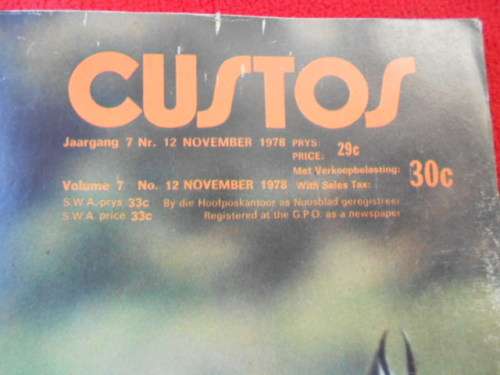 CUSTOS
Jaargang 7 Nr. 12 NOVEMBER 1978 PRYS: 29c
PRICE:
Met Verkoopbelasting: 30c
Volume 7 No. 12 NOVEMBER 1978 With Sales Tax:
S.W.A.-prys 33c By die Hoofposkantoor as Nuusblad geregistreer
S.W.A. price 33c Registered at the G.P.O. as a newspaper